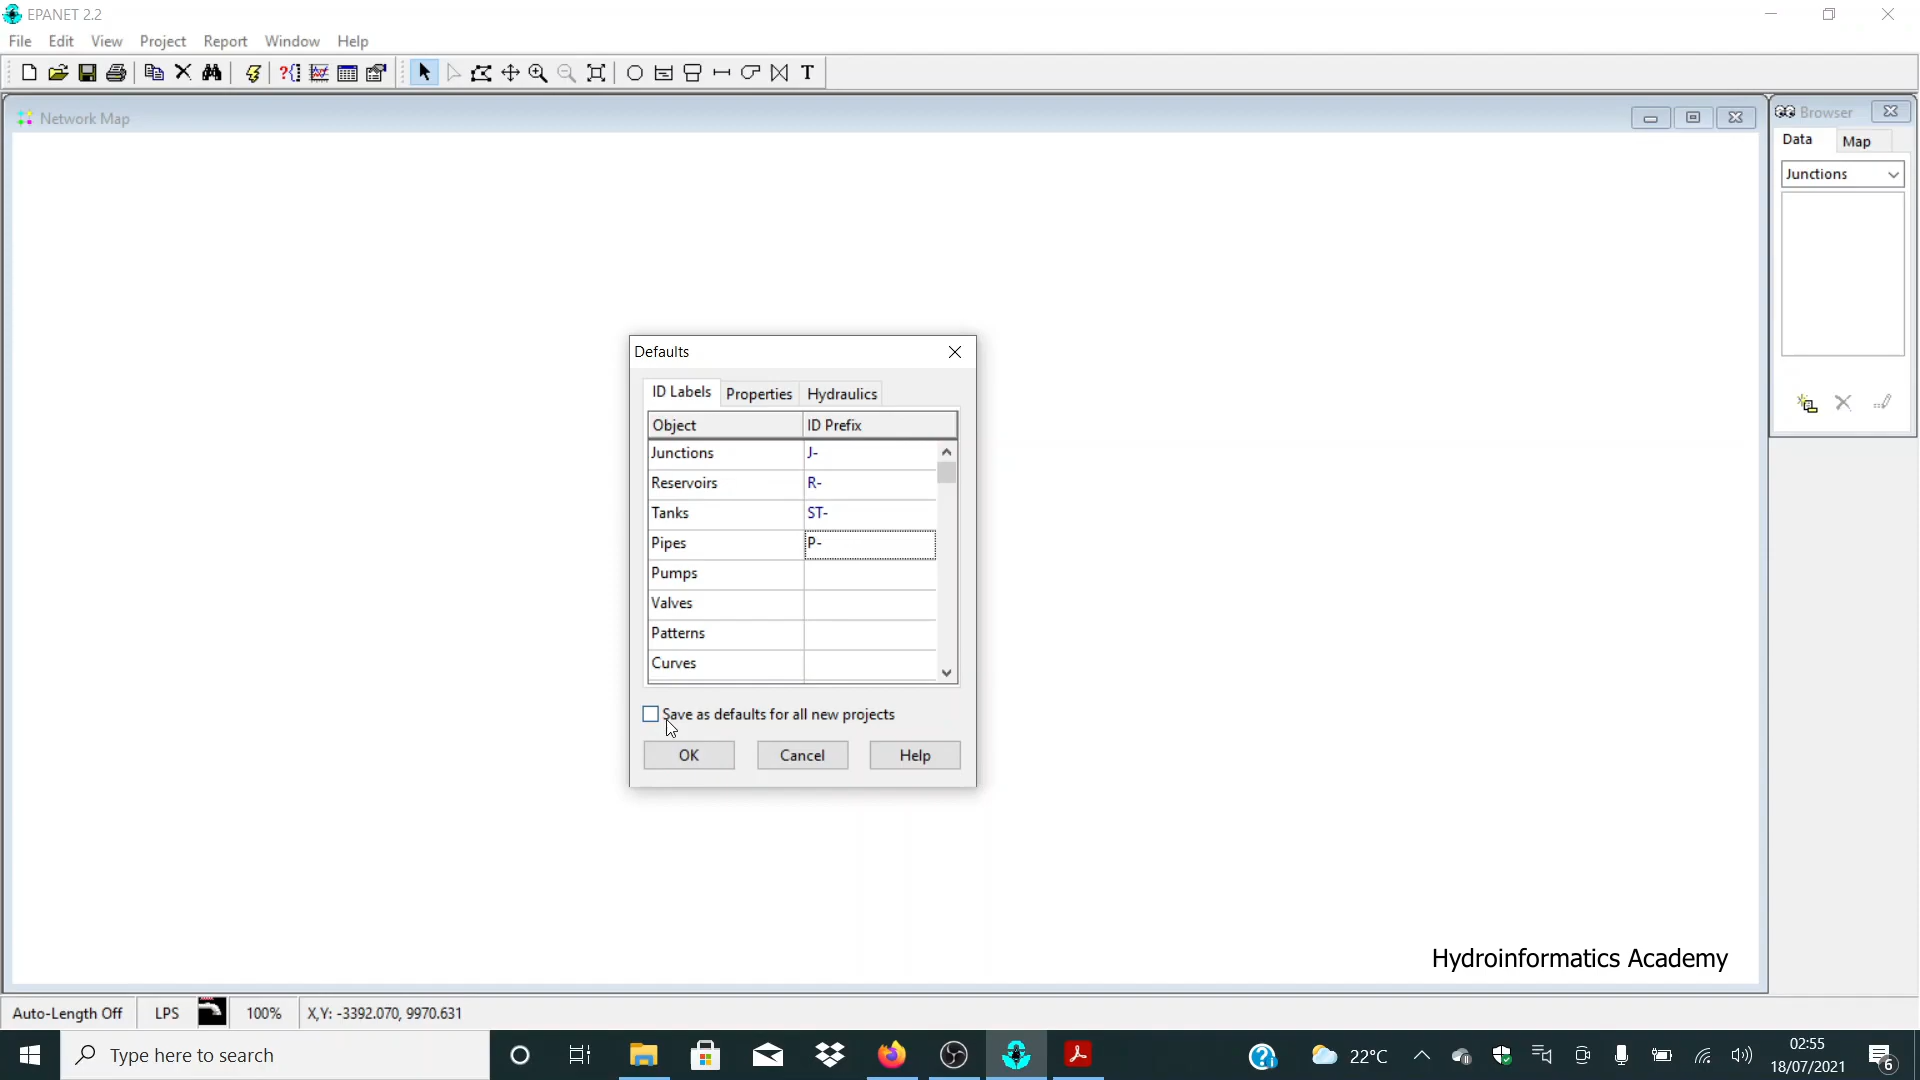 EPANET 2.2
File Edit View Project Report Window Help
Network Map
Browser
Data Map
Junctions
Defaults
ID Labels Properties Hydraulics
Object ID Prefix
Junctions J-
Reservoirs R-
Tanks ST-
Pipes P-
Pumps
Valves
Patterns
Curves
Save as defaults for all new projects
OK Cancel Help
Hydroinformatics Academy
Auto-Length Off LPS 100% X,Y: -3392.070, 9970.631
Type here to search
22°C
02:55
18/07/2021
6